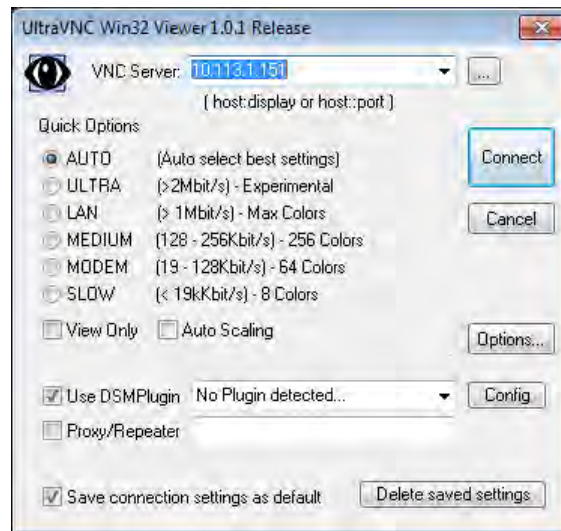 UltraVNC Win32 Viewer 1.0.1 Release
VNC Server: 10.113.1.151 ...
( host:display or host::port )
Quick Options
AUTO (Auto select best settings) Connect
ULTRA (>2Mbit/s) - Experimental
LAN (> 1Mbit/s) - Max Colors
Cancel
MEDIUM (128 - 256Kbit/s) - 256 Colors
MODEM (19 - 128Kbit/s) - 64 Colors
SLOW (< 19kKbit/s) - 8 Colors
View Only Auto Scaling
Options...
Use DSMPlugin No Plugin detected... Config
Proxy/Repeater
Save connection settings as default Delete saved settings